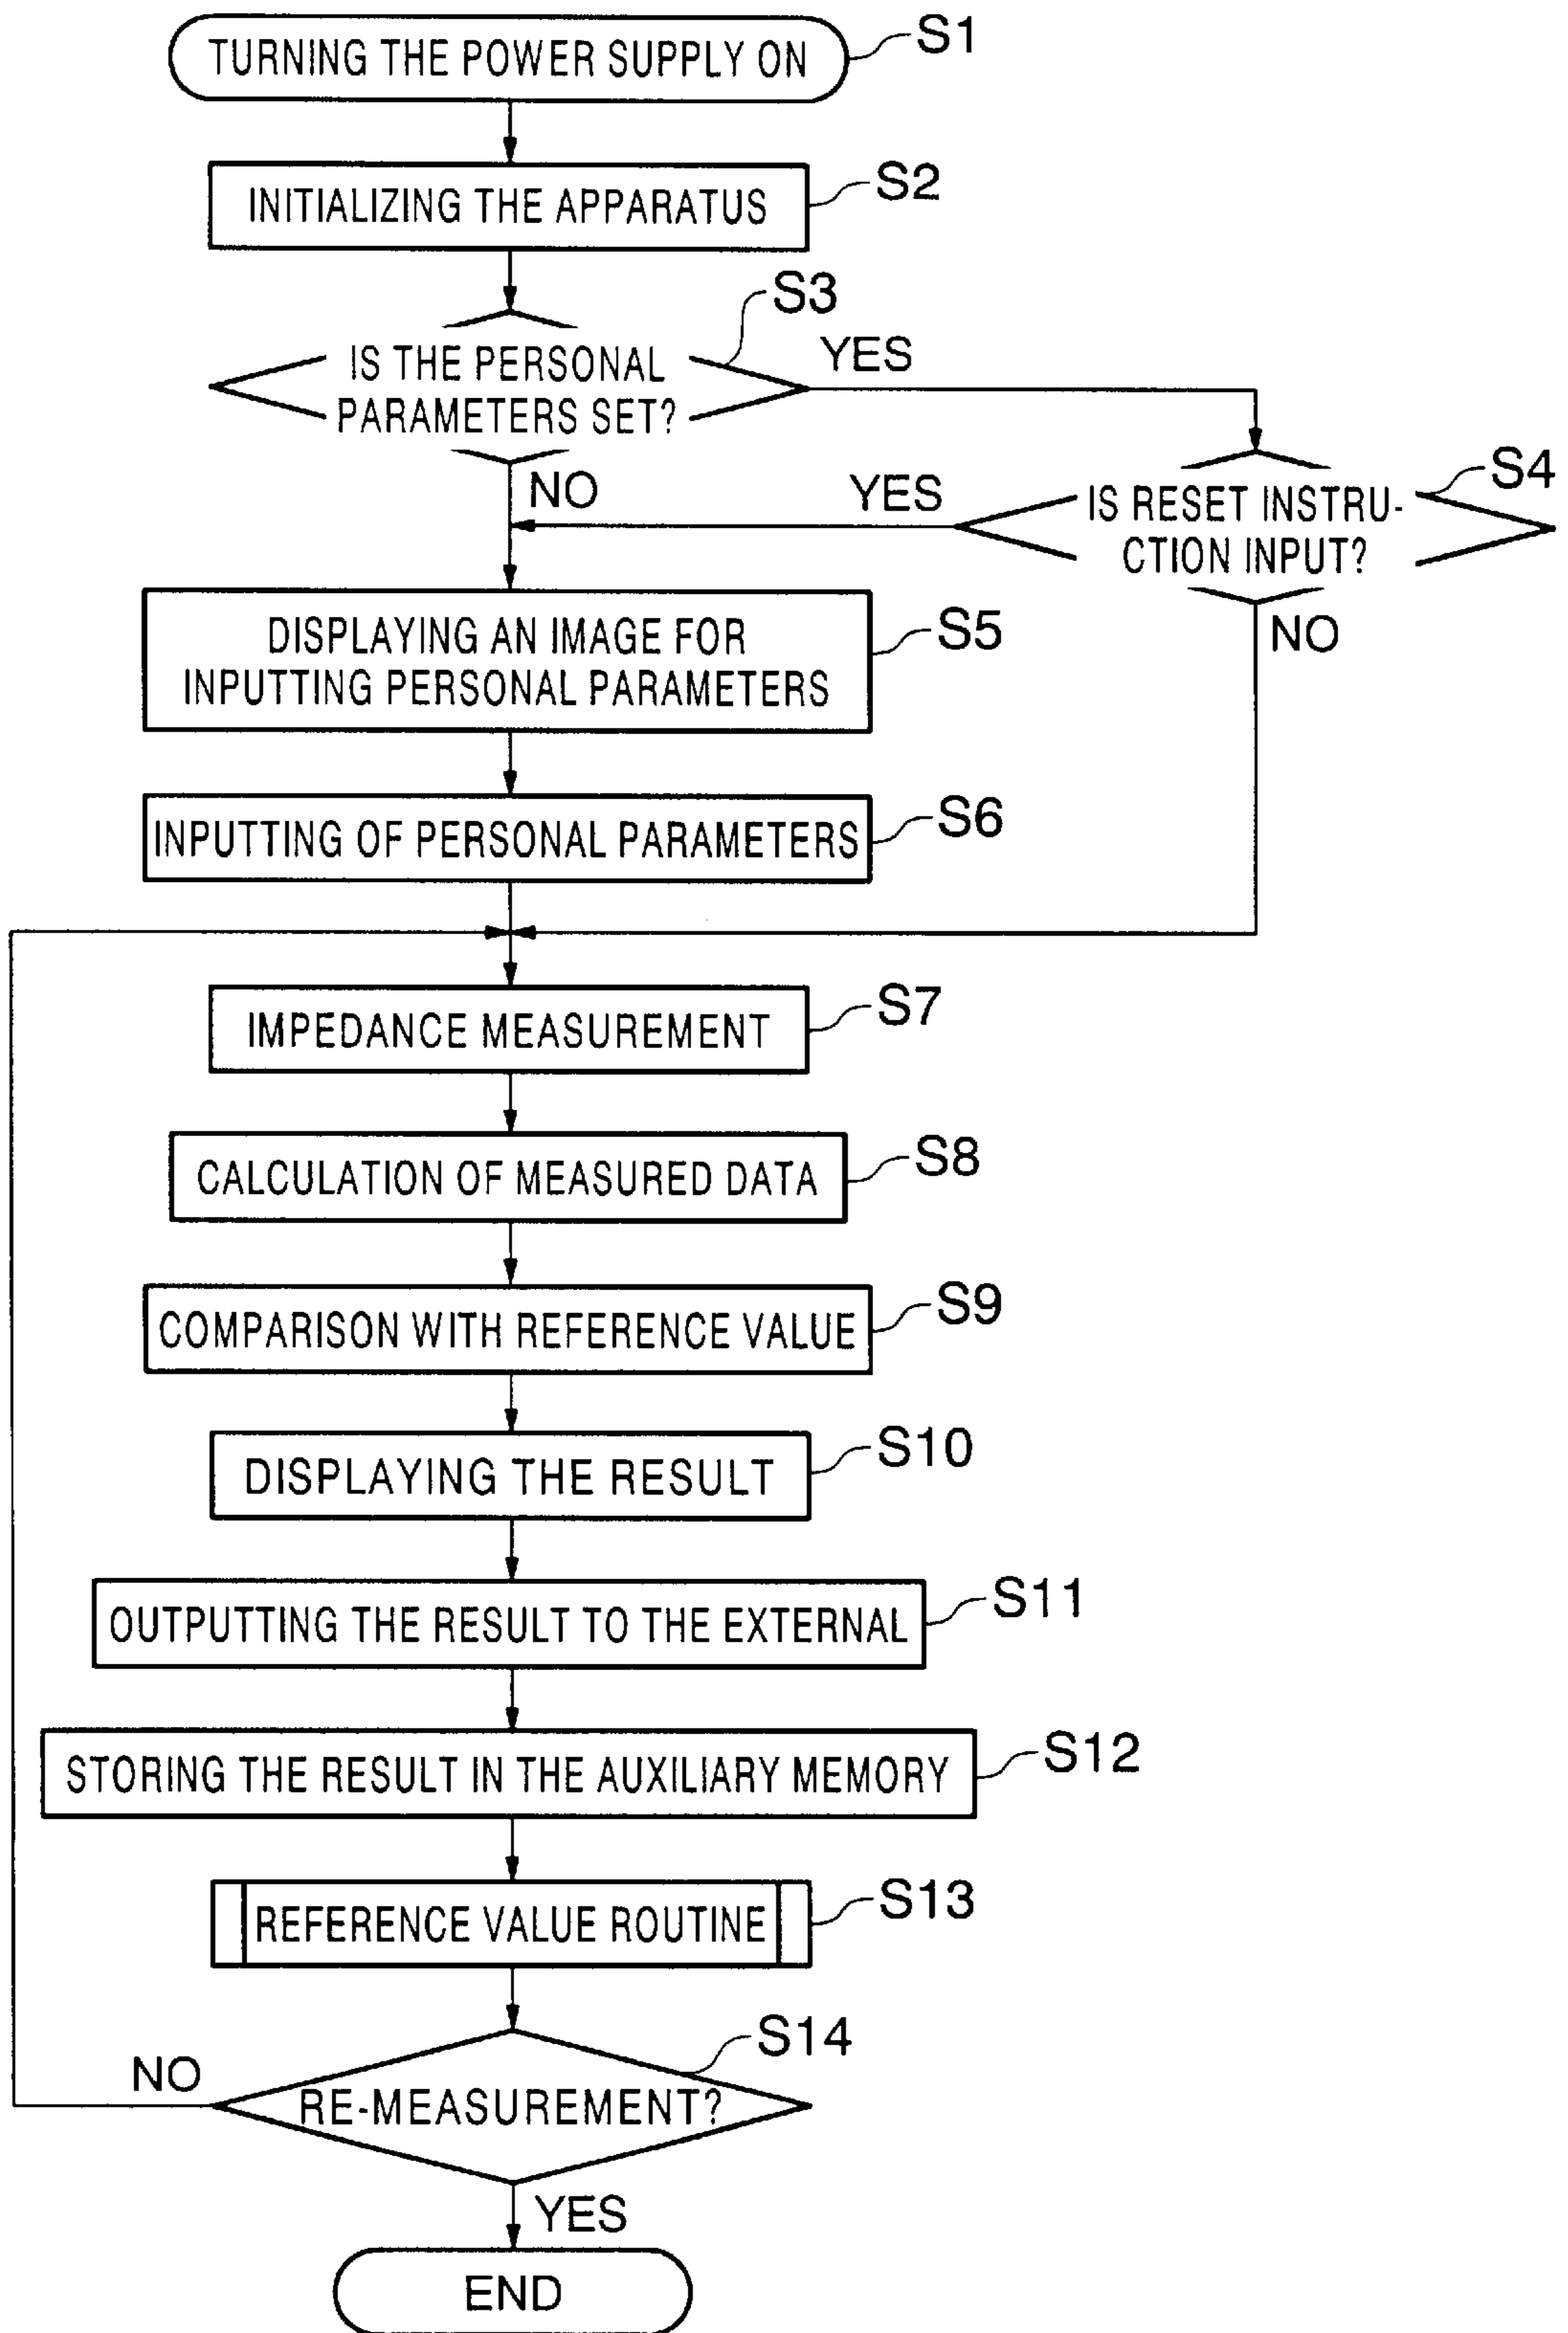 TURNING THE POWER SUPPLY ON
S1
INITIALIZING THE APPARATUS
S2
S3
IS THE PERSONAL
PARAMETERS SET?
YES
NO
S4
YES
IS RESET INSTRU-
CTION INPUT?
NO
DISPLAYING AN IMAGE FOR
INPUTTING PERSONAL PARAMETERS
S5
INPUTTING OF PERSONAL PARAMETERS
S6
IMPEDANCE MEASUREMENT
S7
CALCULATION OF MEASURED DATA
S8
COMPARISON WITH REFERENCE VALUE
S9
DISPLAYING THE RESULT
S10
OUTPUTTING THE RESULT TO THE EXTERNAL
S11
STORING THE RESULT IN THE AUXILIARY MEMORY
S12
REFERENCE VALUE ROUTINE
S13
S14
NO
RE-MEASUREMENT?
YES
END